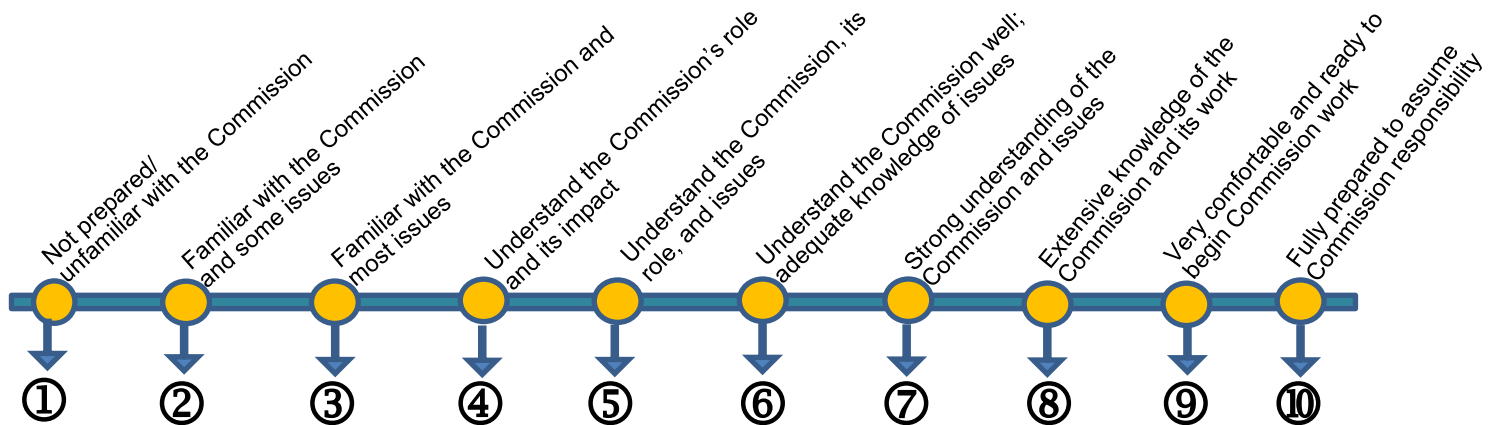 Not prepared/
unfamiliar with the Commission
Familiar with the Commission
and some issues
Familiar with the Commission and
most issues
Understand the Commission’s role
and its impact
Understand the Commission, its
role, and issues
Understand the Commission well;
adequate knowledge of issues
Strong understanding of the
Commission and issues
Extensive knowledge of the
Commission and its work
Very comfortable and ready to
begin Commission work
Fully prepared to assume
Commission responsibility
① ② ③ ④ ⑤ ⑥ ⑦ ⑧ ⑨ ⑩